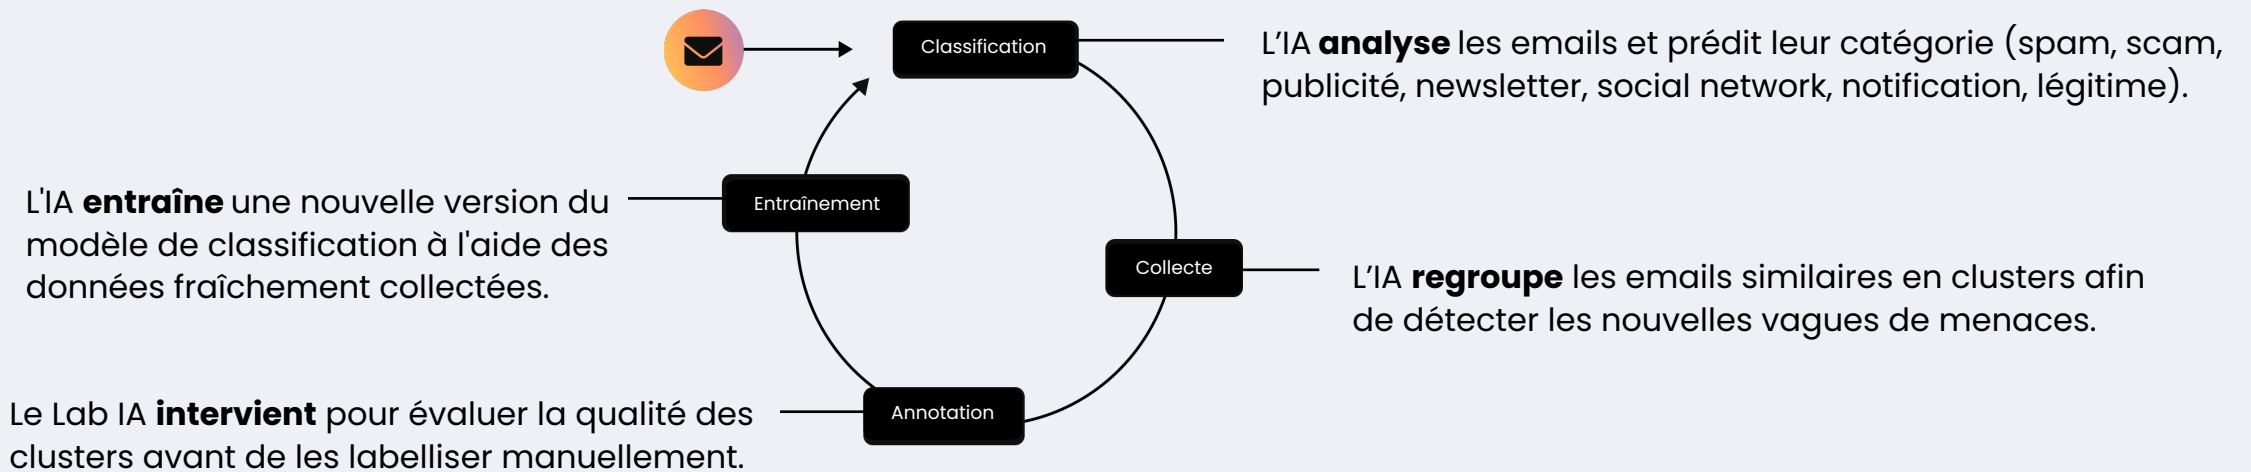 Classification
L’IA analyse les emails et prédit leur catégorie (spam, scam,
publicité, newsletter, social network, notification, légitime).
Entraînement
L'IA entraîne une nouvelle version du
modèle de classification à l'aide des
données fraîchement collectées.
Collecte
L’IA regroupe les emails similaires en clusters afin
de détecter les nouvelles vagues de menaces.
Annotation
Le Lab IA intervient pour évaluer la qualité des
clusters avant de les labelliser manuellement.